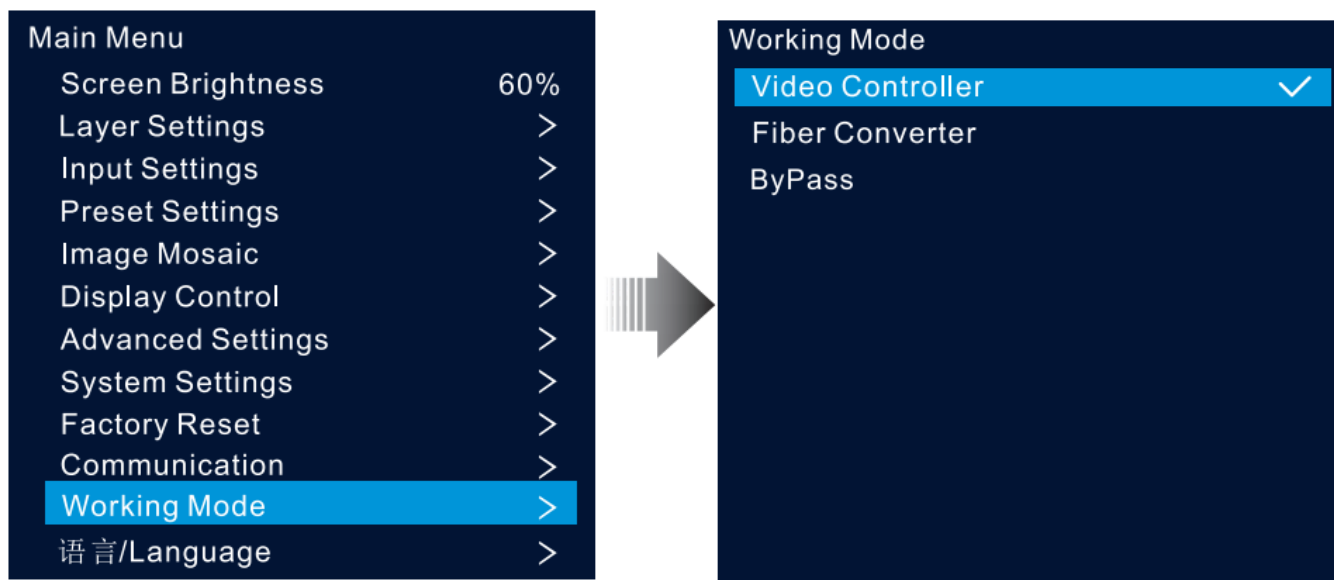 Main Menu
Screen Brightness 60%
Layer Settings >
Input Settings >
Preset Settings >
Image Mosaic >
Display Control >
Advanced Settings >
System Settings >
Factory Reset >
Communication >
Working Mode >
语言/Language >
Working Mode
Video Controller ✓
Fiber Converter
ByPass